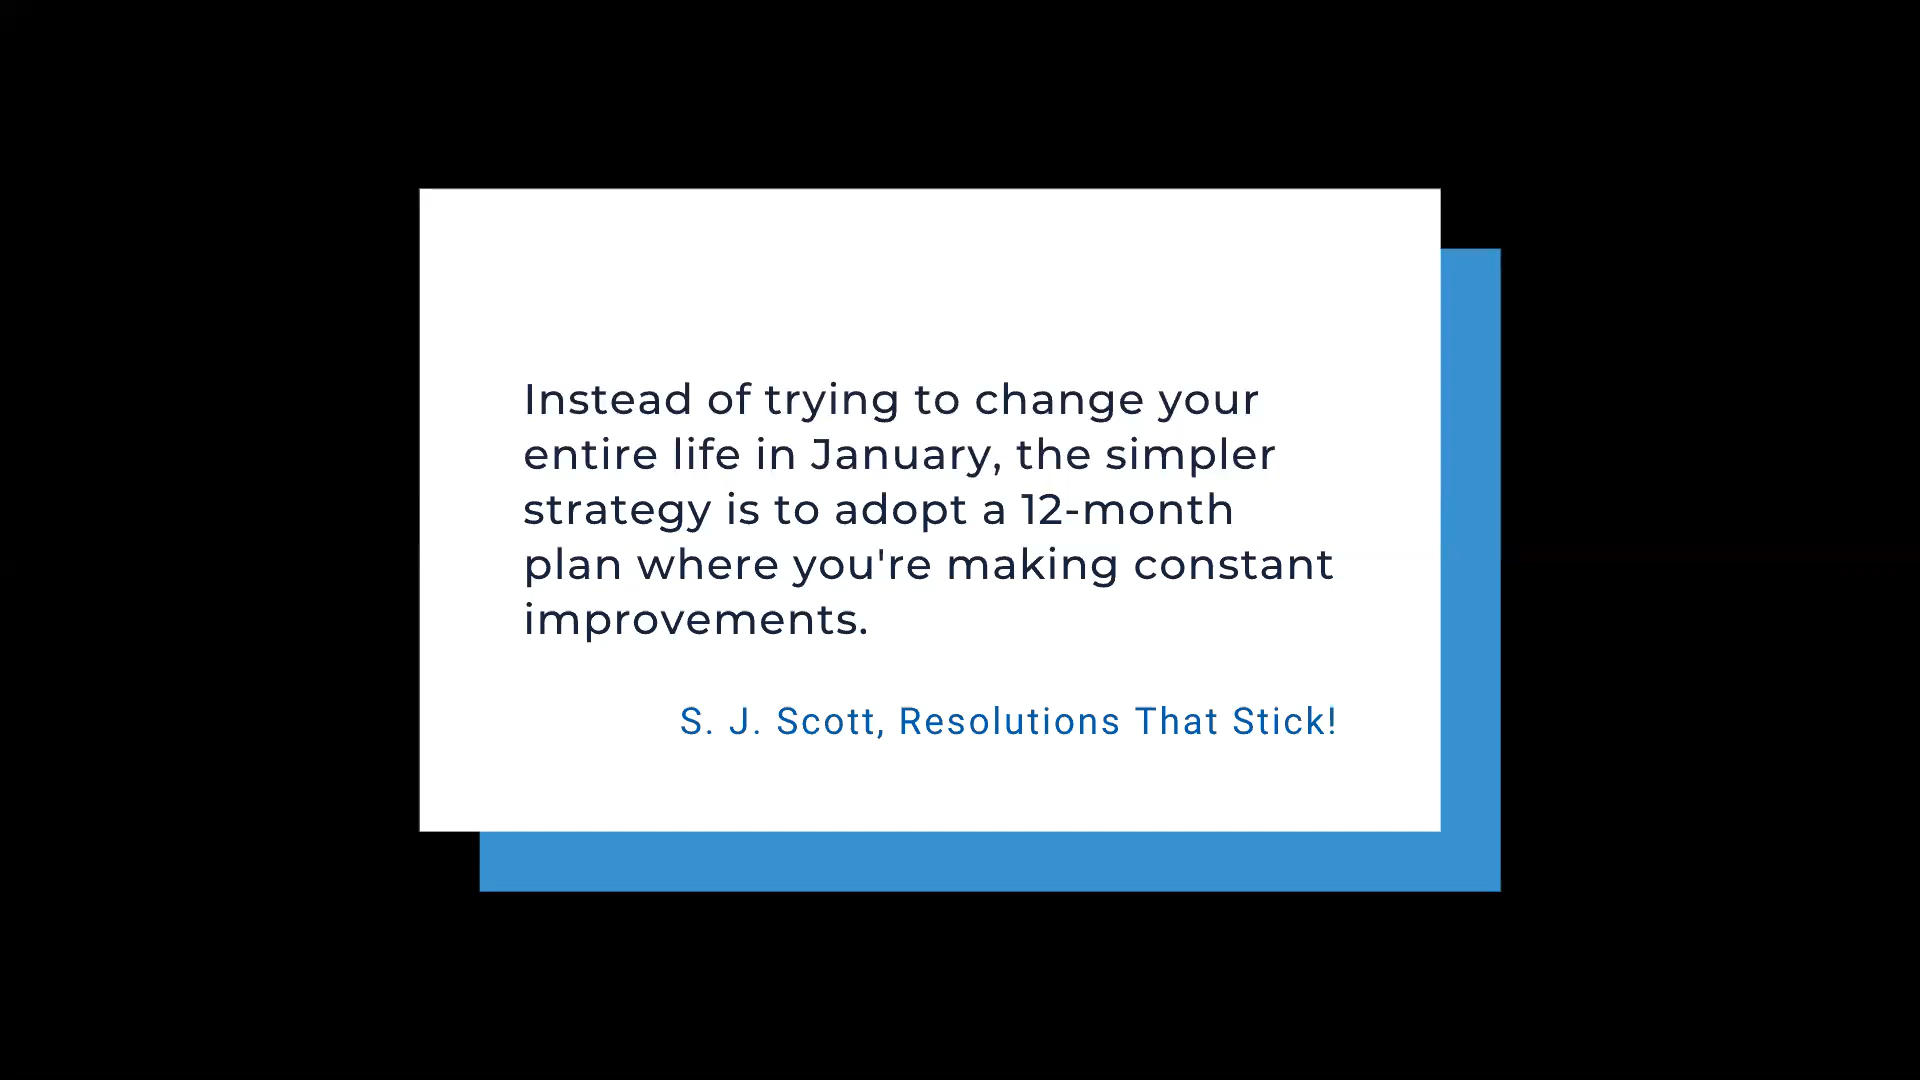 Instead of trying to change your
entire life in January, the simpler
strategy is to adopt a 12-month
plan where you're making constant
improvements.
S. J. Scott, Resolutions That Stick!